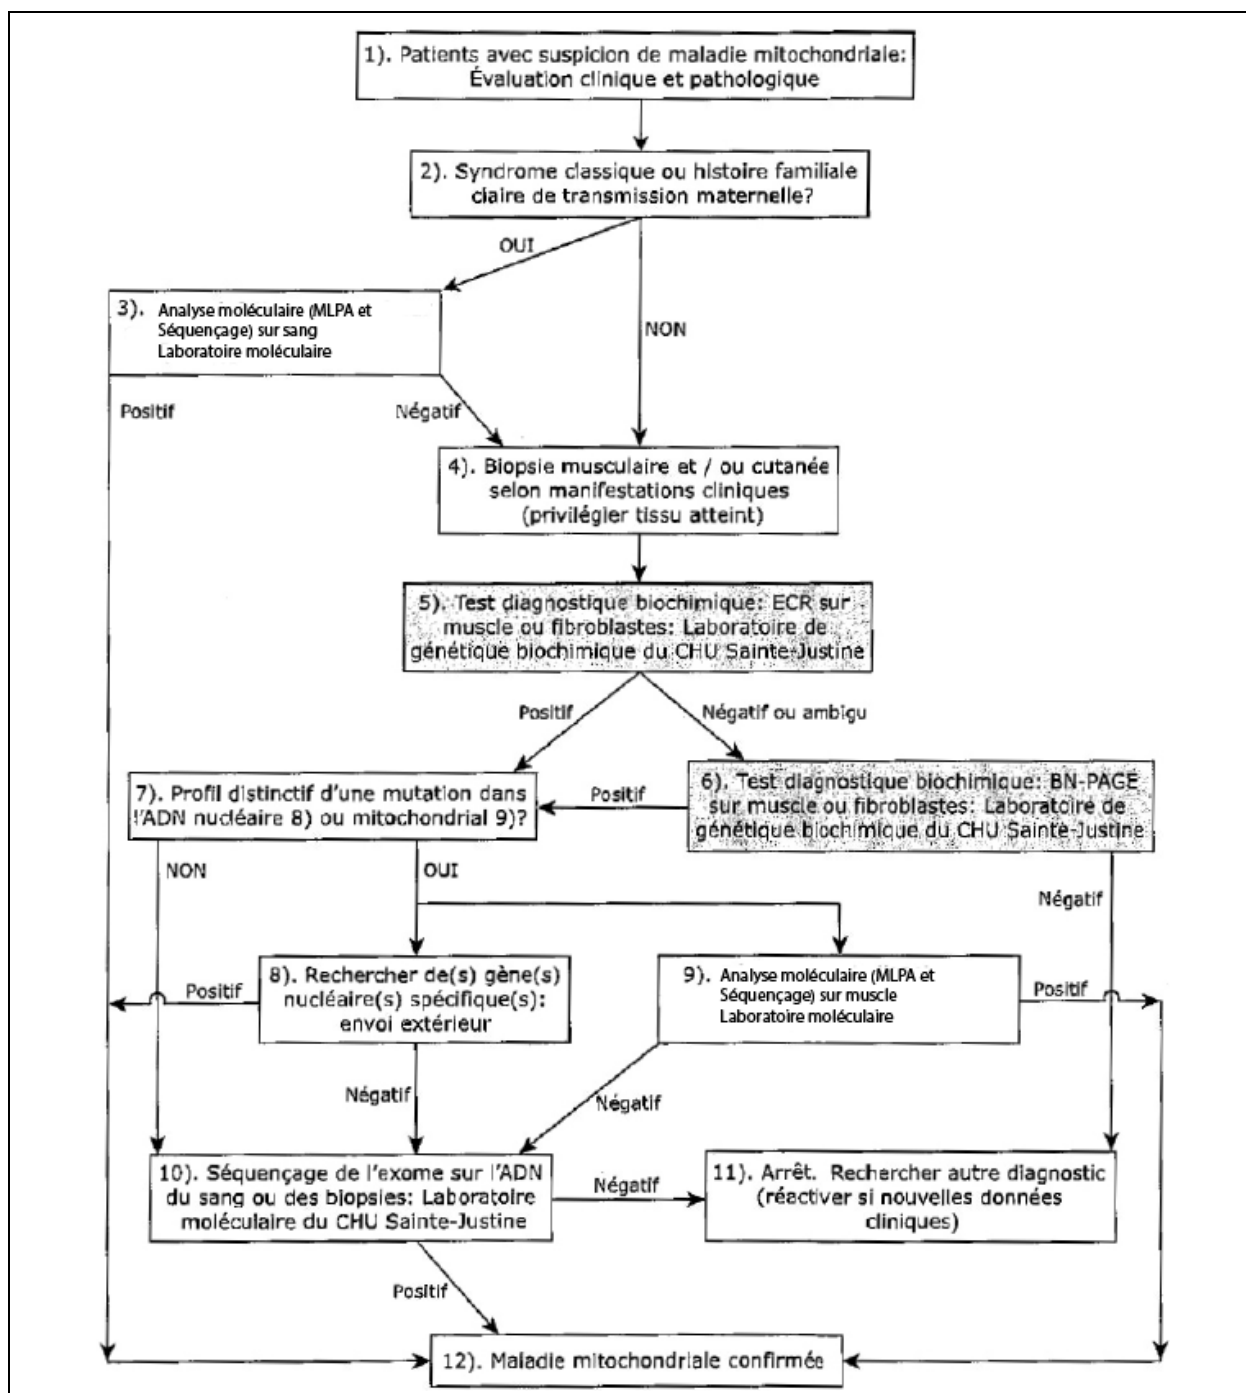 1). Patients avec suspicion de maladie mitochondriale:
Évaluation clinique et pathologique
2). Syndrome classique ou histoire familiale
claire de transmission maternelle?
OUI
NON
3). Analyse moléculaire (MLPA et
Séquençage) sur sang
Laboratoire moléculaire
Positif
Négatif
4). Biopsie musculaire et / ou cutanée
selon manifestations cliniques
(privilégier tissu atteint)
5). Test diagnostique biochimique: ECR sur
muscle ou fibroblastes: Laboratoire de
génétique biochimique du CHU Sainte-Justine
Positif
Négatif ou ambigu
6). Test diagnostique biochimique: BN-PAGE
sur muscle ou fibroblastes: Laboratoire de
génétique biochimique du CHU Sainte-Justine
Positif
7). Profil distinctif d'une mutation dans
l'ADN nucléaire 8) ou mitochondrial 9)?
NON
OUI
Négatif
8). Rechercher de(s) gène(s)
nucléaire(s) spécifique(s):
envoi extérieur
Positif
9). Analyse moléculaire (MLPA et
Séquençage) sur muscle
Laboratoire moléculaire
Positif
Négatif
Négatif
10). Séquençage de l'exome sur l'ADN
du sang ou des biopsies: Laboratoire
moléculaire du CHU Sainte-Justine
Négatif
11). Arrêt. Rechercher autre diagnostic
(réactiver si nouvelles données
cliniques)
Positif
12). Maladie mitochondriale confirmée